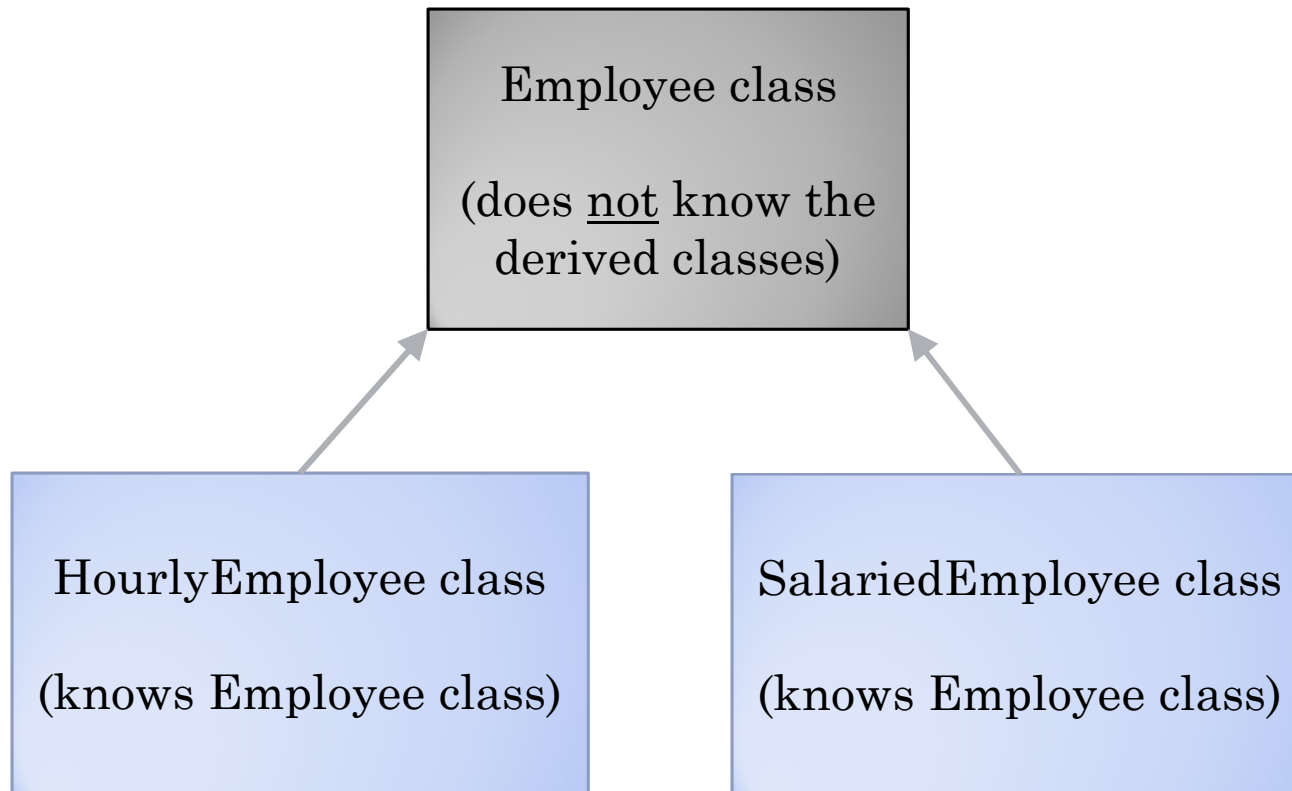 Employee class
(does not know the
derived classes)
HourlyEmployee class
(knows Employee class)
SalariedEmployee class
(knows Employee class)